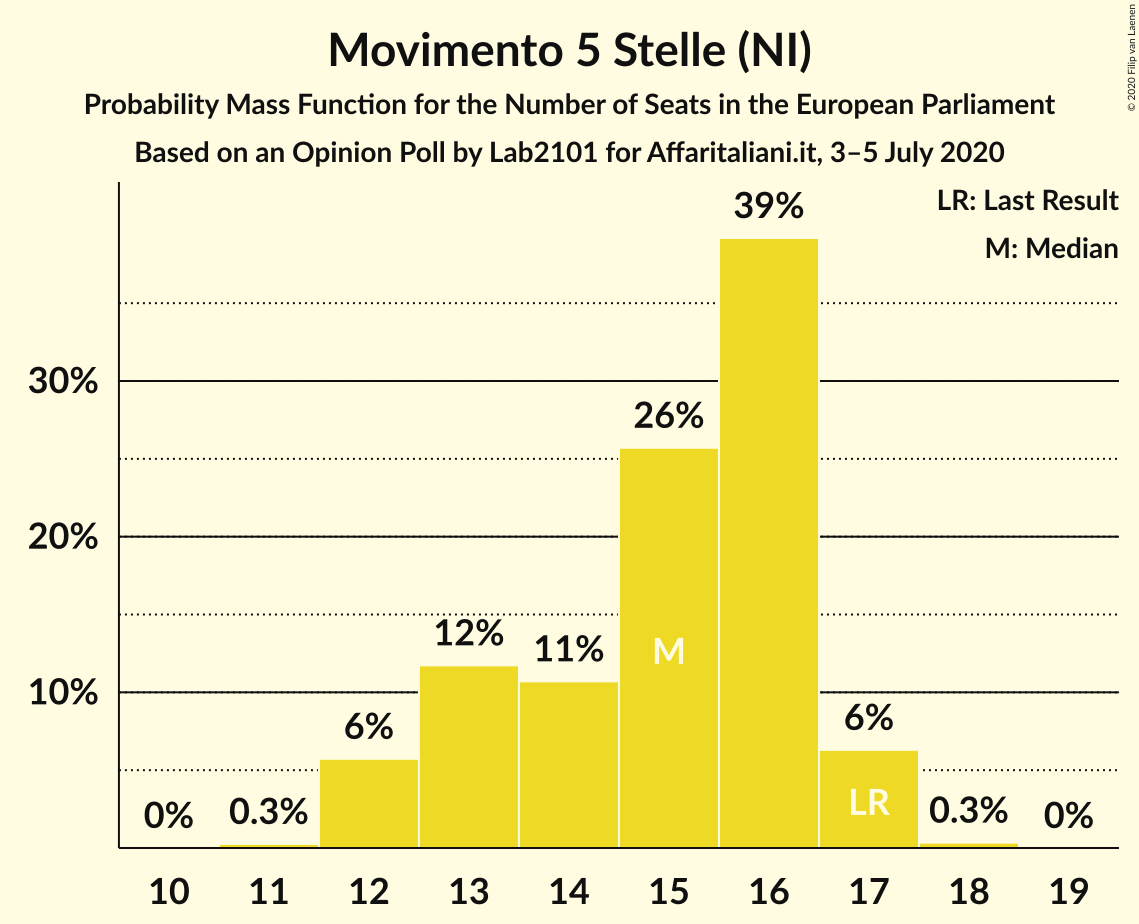 Movimento 5 Stelle (NI)
Probability Mass Function for the Number of Seats in the European Parliament
Based on an Opinion Poll by Lab2101 for Affaritaliani.it, 3–5 July 2020
© 2020 Filip van Laenen
LR: Last Result
M: Median
39%
30%
26%
20%
12%
11%
M
10%
6%
6%
LR
0%
0.3%
0.3%
0%
10 11 12 13 14 15 16 17 18 19